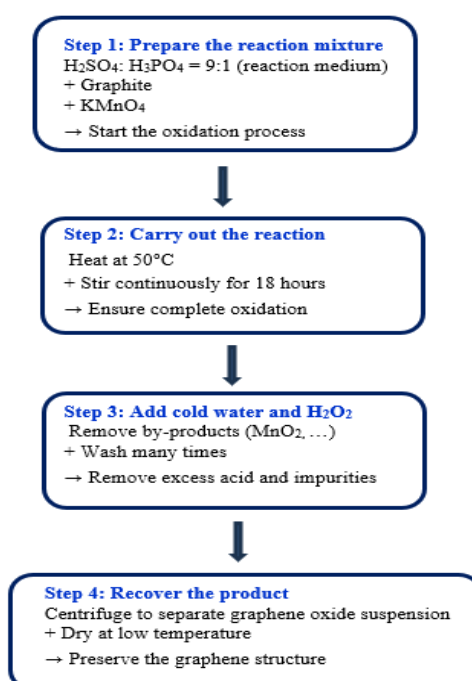 Step 1: Prepare the reaction mixture
H₂SO₄: H₃PO₄ = 9:1 (reaction medium)
+ Graphite
+ KMnO₄
→ Start the oxidation process
Step 2: Carry out the reaction
Heat at 50°C
+ Stir continuously for 18 hours
→ Ensure complete oxidation
Step 3: Add cold water and H₂O₂
Remove by-products (MnO₂, …)
+ Wash many times
→ Remove excess acid and impurities
Step 4: Recover the product
Centrifuge to separate graphene oxide suspension
+ Dry at low temperature
→ Preserve the graphene structure